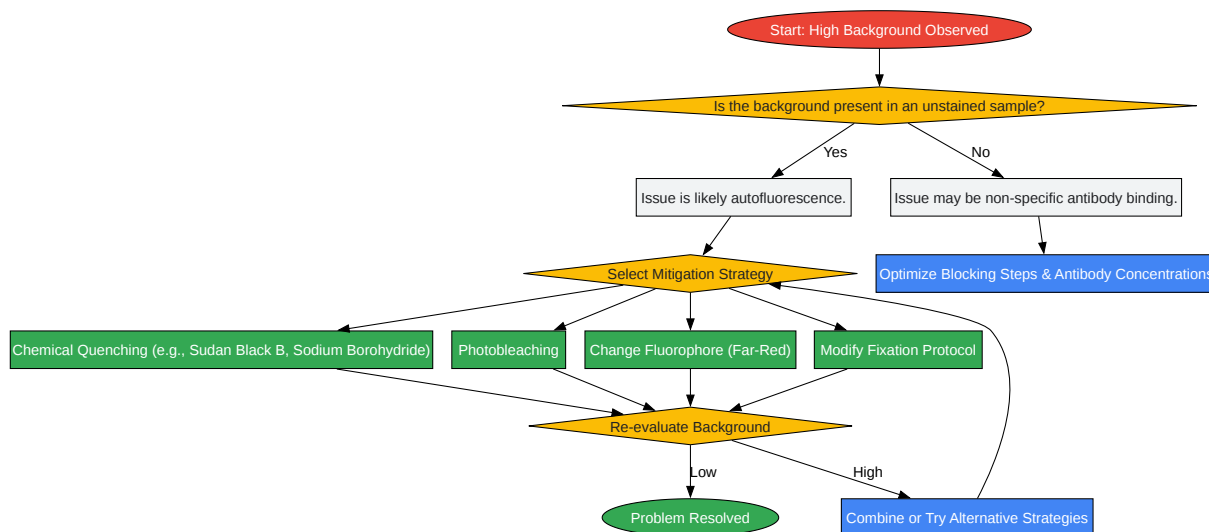 Start: High Background Observed
Is the background present in an unstained sample?
Yes
No
Issue is likely autofluorescence.
Issue may be non-specific antibody binding.
Select Mitigation Strategy
Optimize Blocking Steps & Antibody Concentrations
Chemical Quenching (e.g., Sudan Black B, Sodium Borohydride)
Photobleaching
Change Fluorophore (Far-Red)
Modify Fixation Protocol
Re-evaluate Background
Low
High
Problem Resolved
Combine or Try Alternative Strategies